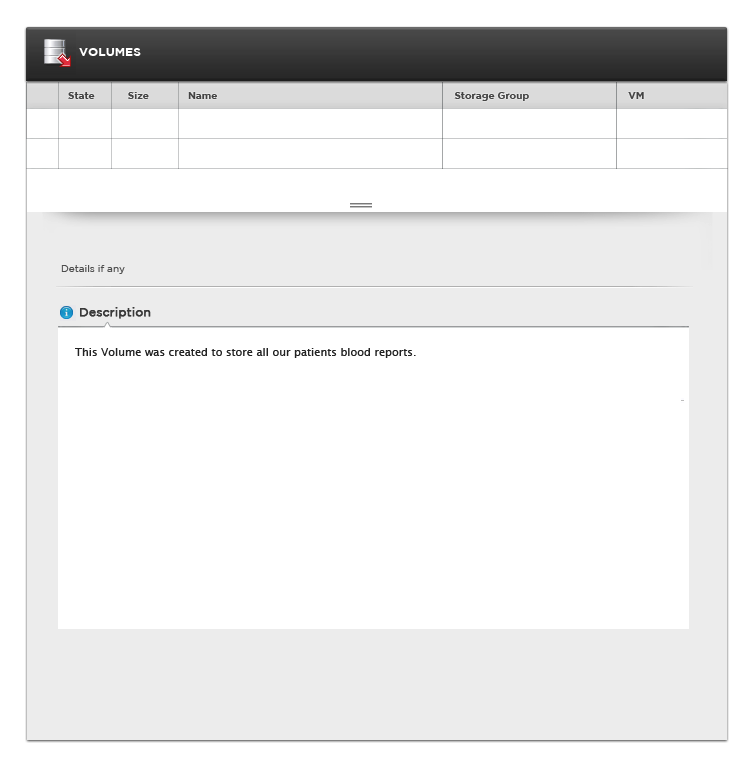 VOLUMES
State Size Name Storage Group VM
Details if any
Description
This Volume was created to store all our patients blood reports.